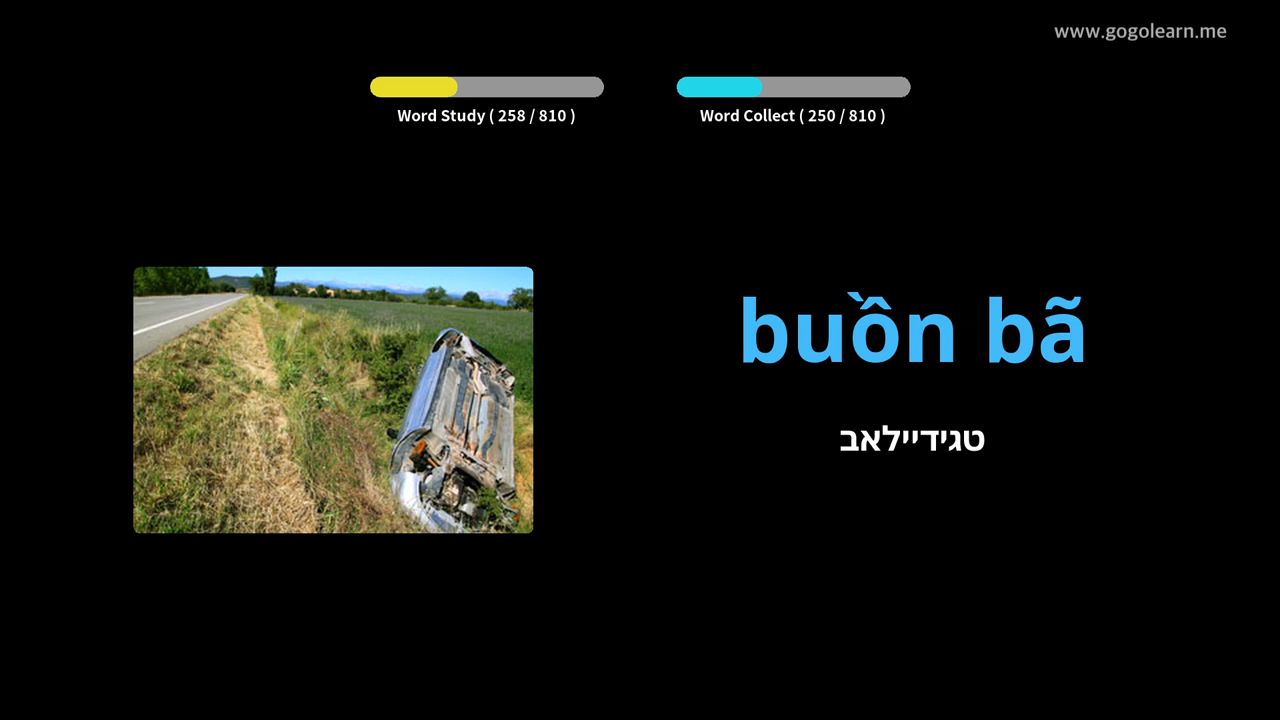 www.gogolearn.me
Word Study ( 258 / 810 )
Word Collect ( 250 / 810 )
buồn bã
טגידיילאב